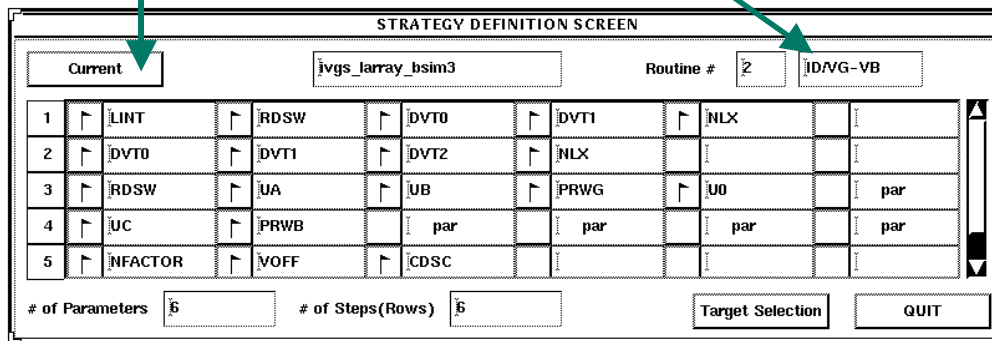 STRATEGY DEFINITION SCREEN
Current ivgs_larray_bsim3 Routine # 2 ID/VG-VB
1 LINT RDSW DVT0 DVT1 NLX
2 DVT0 DVT1 DVT2 NLX
3 RDSW UA UB PRWG U0 par
4 UC PRWB par par par par
5 NFACTOR VOFF CDSC
# of Parameters 6 # of Steps(Rows) 6 Target Selection QUIT